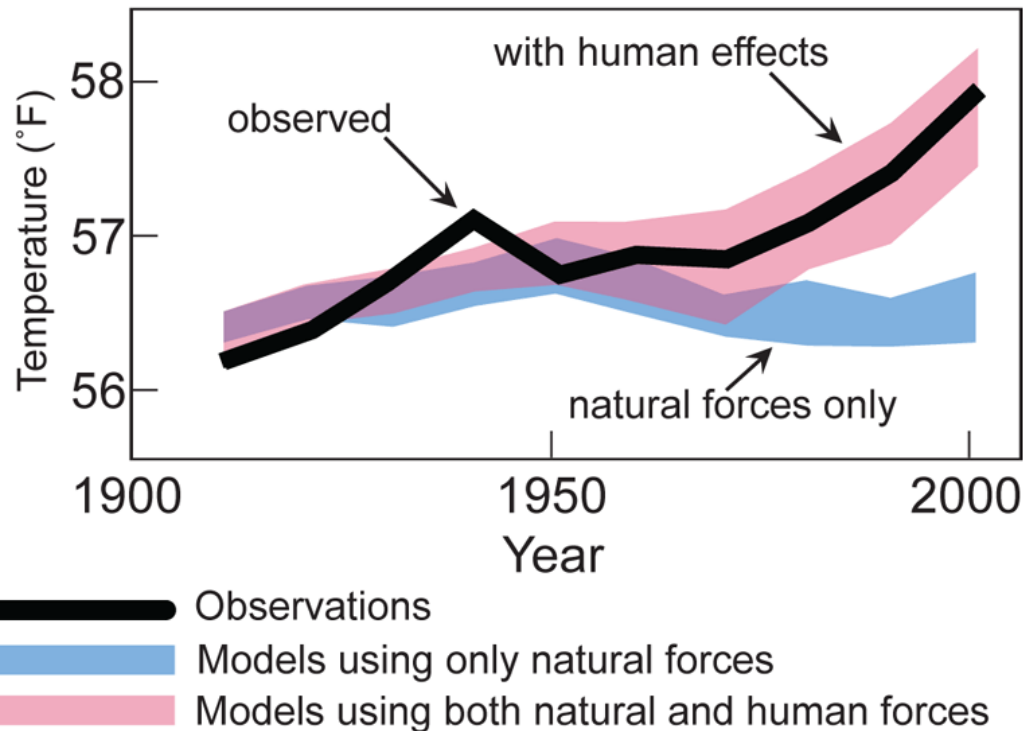 with human effects
58
observed
Temperature (˚F)
57
56
natural forces only
1900 1950 2000
Year
Observations
Models using only natural forces
Models using both natural and human forces